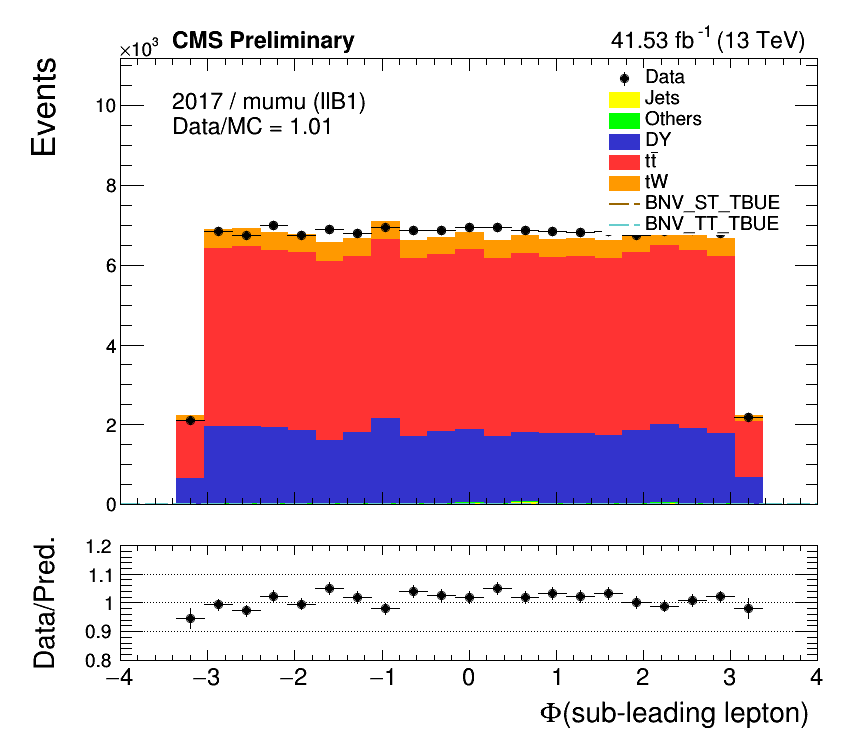 ×10³ CMS Preliminary 41.53 fb⁻¹ (13 TeV)
Events
2017 / mumu (llB1)
Data/MC = 1.01
Data
Jets
Others
DY
tt̄
tW
BNV_ST_TBUE
BNV_TT_TBUE
10
8
6
4
2
0
Data/Pred.
1.2
1.1
1
0.9
0.8
−4 −3 −2 −1 0 1 2 3 4
Φ(sub-leading lepton)